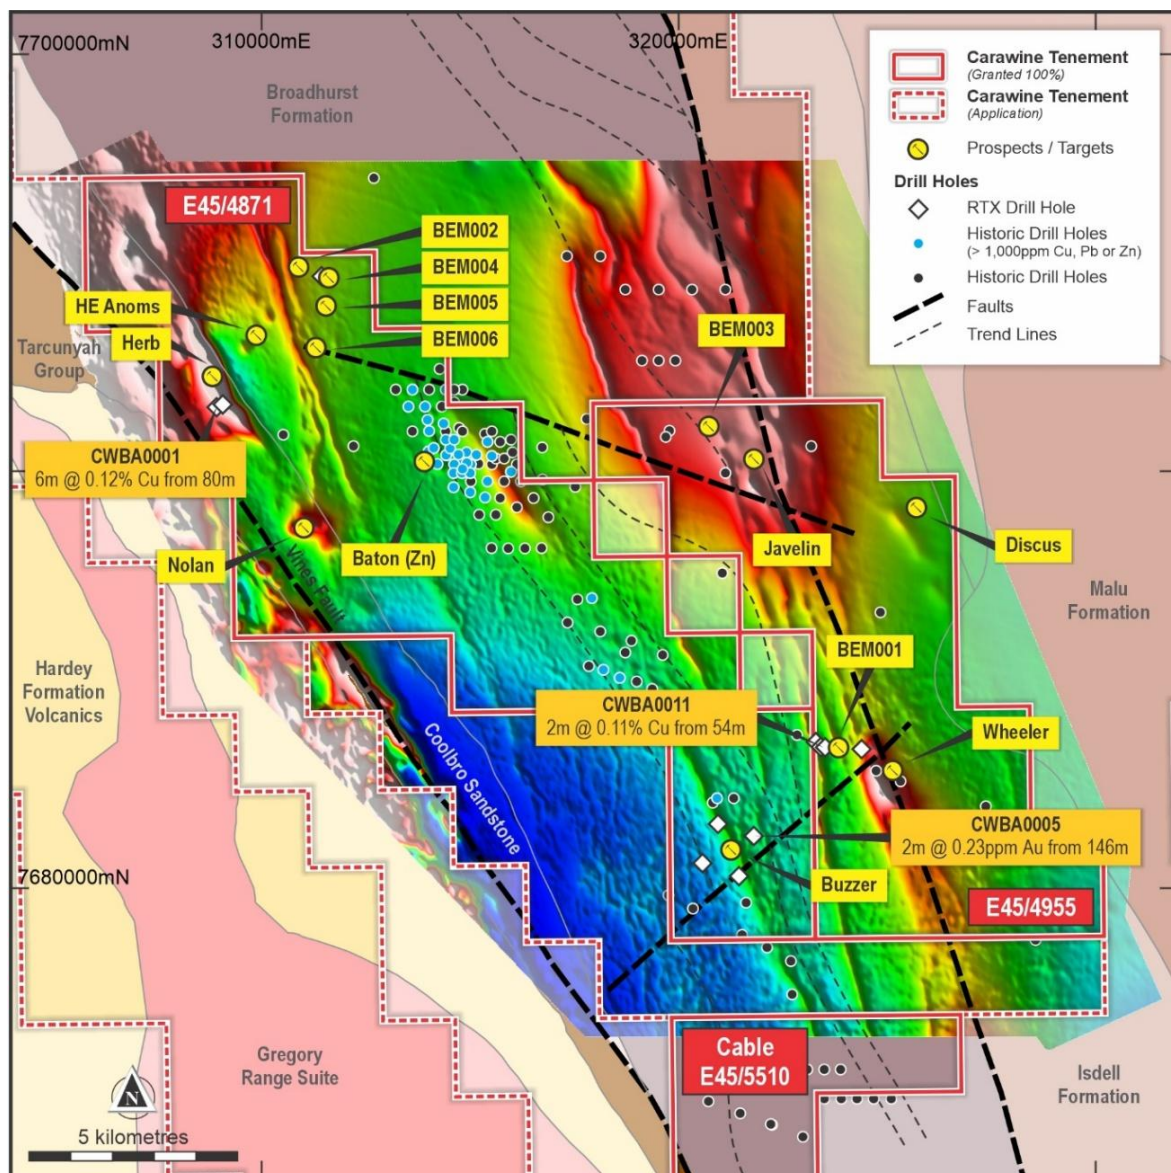 7700000mN
310000mE
320000mE
Carawine Tenement
(Granted 100%)
Carawine Tenement
(Application)
Prospects / Targets
Drill Holes
RTX Drill Hole
Historic Drill Holes
(> 1,000ppm Cu, Pb or Zn)
Historic Drill Holes
Faults
Trend Lines
Broadhurst
Formation
E45/4871
BEM002
BEM004
BEM005
BEM006
HE Anoms
Herb
Tarcunyah
Group
BEM003
CWBA0001
6m @ 0.12% Cu from 80m
Nolan
Vines Fault
Baton (Zn)
Javelin
Discus
Malu
Formation
Hardey
Formation
Volcanics
BEM001
CWBA0011
2m @ 0.11% Cu from 54m
Wheeler
Coolbro Sandstone
CWBA0005
2m @ 0.23ppm Au from 146m
7680000mN
Buzzer
E45/4955
Cable
E45/5510
Gregory
Range Suite
Isdell
Formation
N
5 kilometres